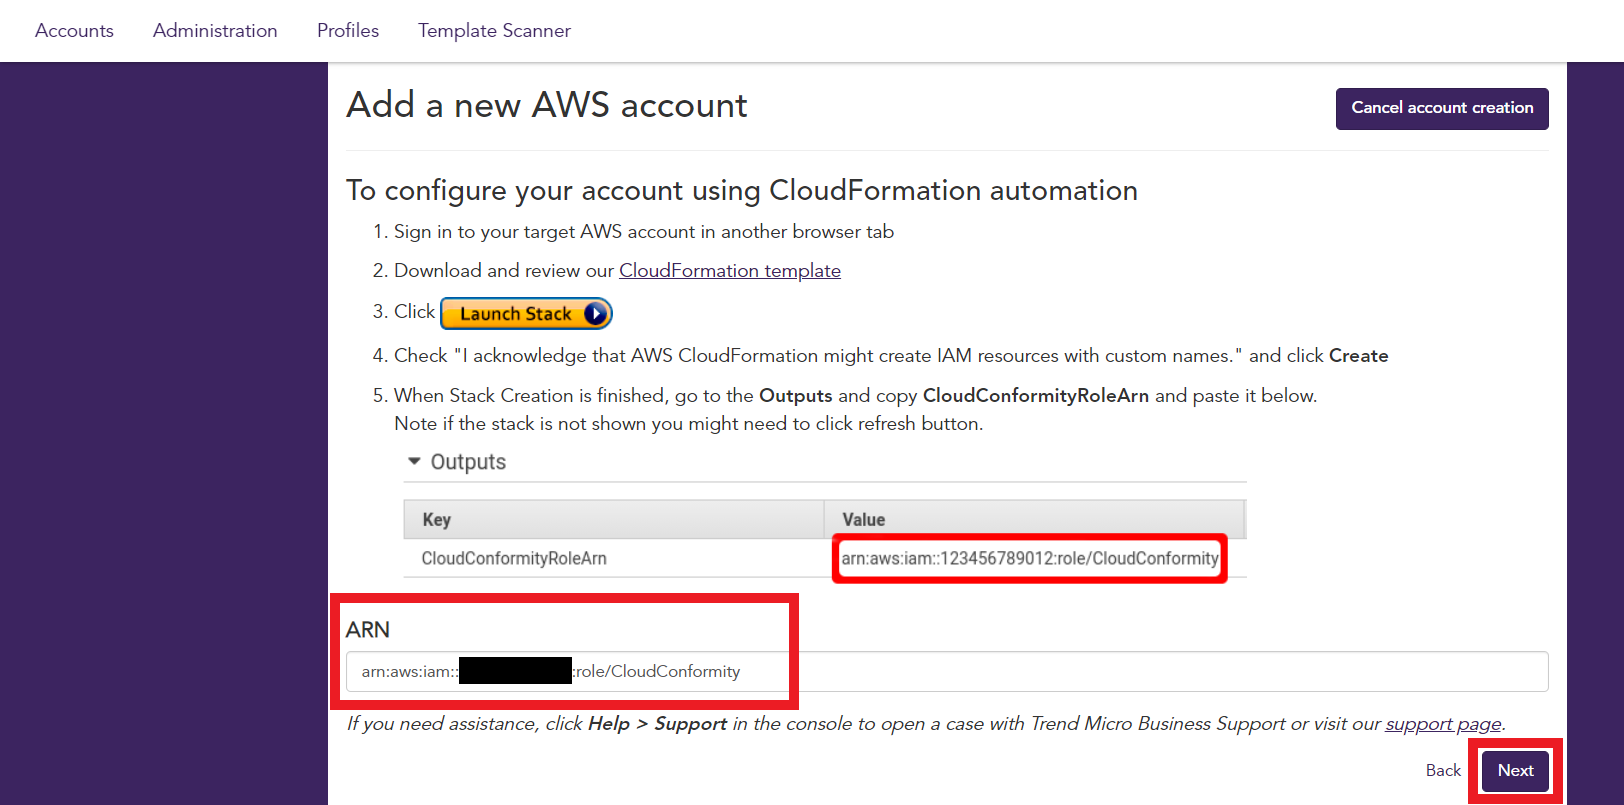 Accounts Administration Profiles Template Scanner
Add a new AWS account
Cancel account creation
To configure your account using CloudFormation automation
1. Sign in to your target AWS account in another browser tab
2. Download and review our CloudFormation template
3. Click Launch Stack
4. Check "I acknowledge that AWS CloudFormation might create IAM resources with custom names." and click Create
5. When Stack Creation is finished, go to the Outputs and copy CloudConformityRoleArn and paste it below.
Note if the stack is not shown you might need to click refresh button.
Outputs
Key Value
CloudConformityRoleArn arn:aws:iam::123456789012:role/CloudConformity
ARN
arn:aws:iam:: :role/CloudConformity
If you need assistance, click Help > Support in the console to open a case with Trend Micro Business Support or visit our support page.
Back Next